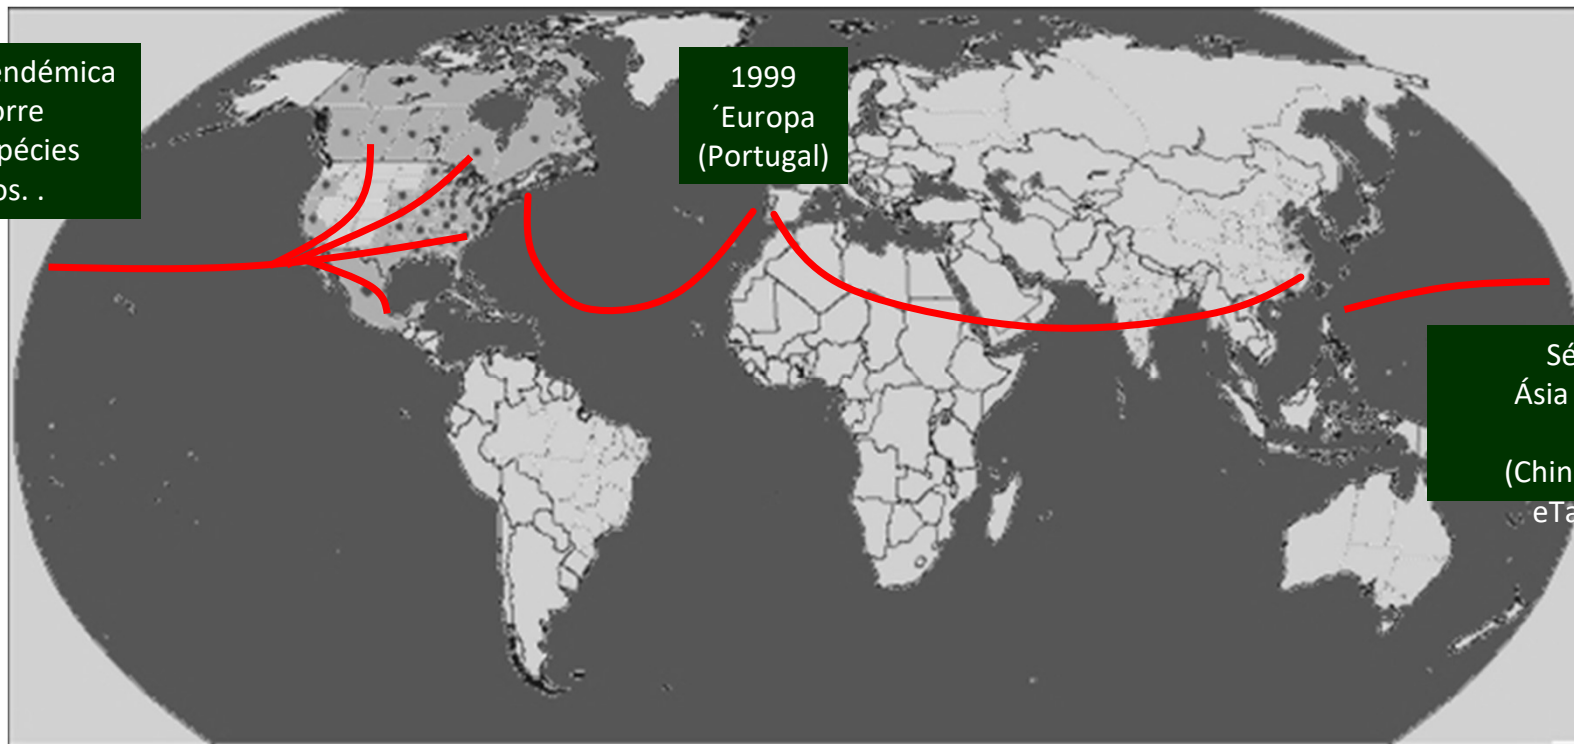 endémica
orre
pécies
os. .
1999
´Europa
(Portugal)
Sé
Ásia
(Chin
eTa